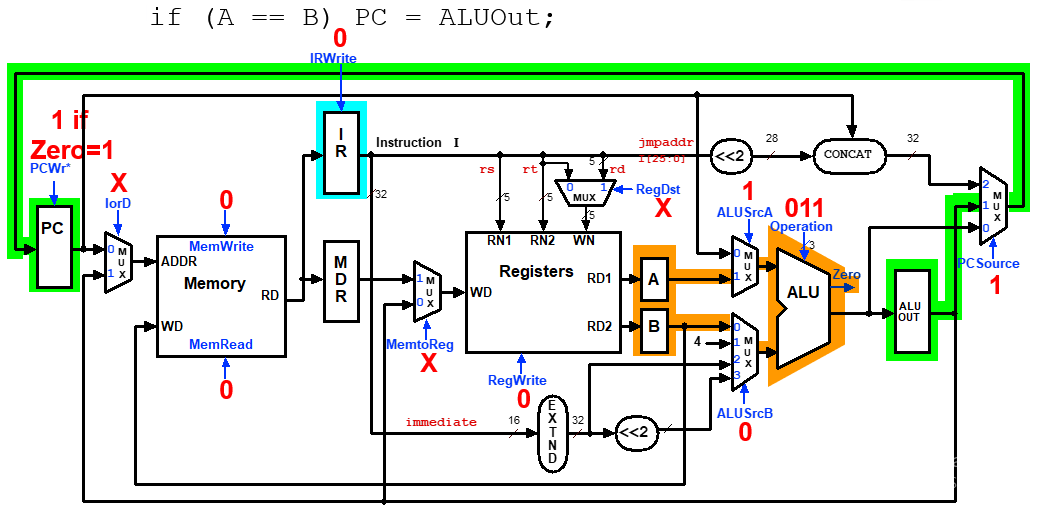 if (A == B) PC = ALUOut;
0
IRWrite
1 if
Zero=1
PCWr*
X
IorD
0
MemWrite
I
R
Instruction I
32
rs
5
rt
5
5
rd
0
1
MUX
5
RegDst
X
jmpaddr
I[25:0]
<<2
28
CONCAT
32
PC
0
1
M
U
X
ADDR
Memory
RD
WD
MemRead
0
M
D
R
1
0
M
U
X
MemtoReg
X
RN1
RN2
WN
Registers
WD
RD1
RD2
RegWrite
0
A
B
4
1
ALUSrcA
0
1
M
U
X
0
1
2
3
M
U
X
ALUSrcB
0
011
Operation
3
Zero
ALU
ALU
OUT
2
1
0
M
U
X
PCSource
1
immediate
16
E
X
T
N
D
32
<<2